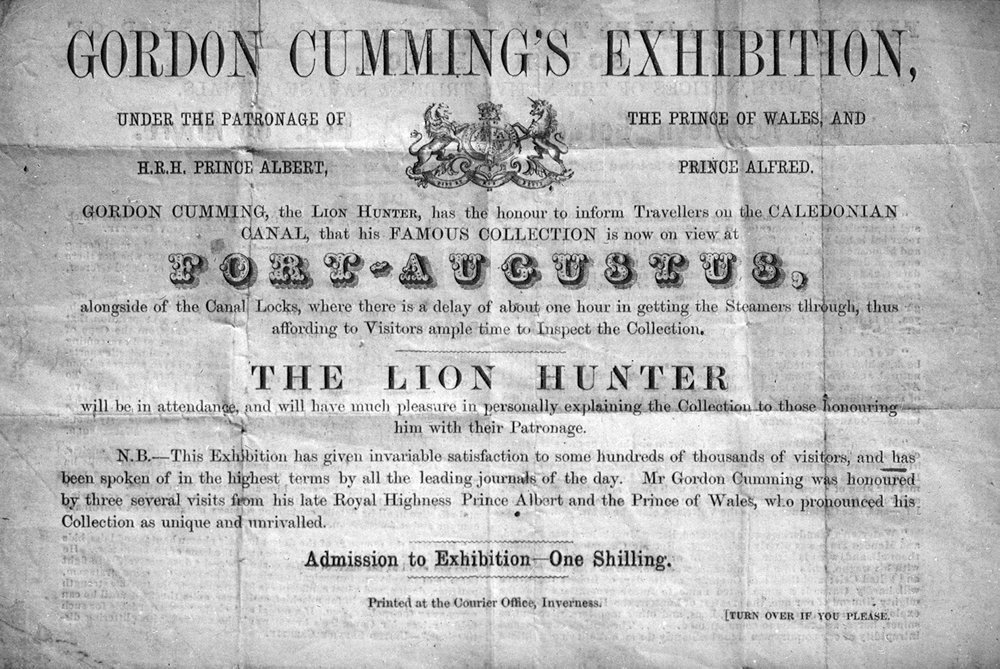 GORDON CUMMING'S EXHIBITION,
UNDER THE PATRONAGE OF
H.R.H. PRINCE ALBERT,
THE PRINCE OF WALES, AND
PRINCE ALFRED.
GORDON CUMMING, the LION HUNTER, has the honour to inform Travellers on the CALEDONIAN
CANAL, that his FAMOUS COLLECTION is now on view at
FORT-AUGUSTUS,
alongside of the Canal Locks, where there is a delay of about one hour in getting the Steamers through, thus
affording to Visitors ample time to Inspect the Collection.
THE LION HUNTER
will be in attendance, and will have much pleasure in personally explaining the Collection to those honouring
him with their Patronage.
N.B.—This Exhibition has given invariable satisfaction to some hundreds of thousands of visitors, and has
been spoken of in the highest terms by all the leading journals of the day. Mr Gordon Cumming was honoured
by three several visits from his late Royal Highness Prince Albert and the Prince of Wales, who pronounced his
Collection as unique and unrivalled.
Admission to Exhibition—One Shilling.
Printed at the Courier Office, Inverness.
[TURN OVER IF YOU PLEASE.